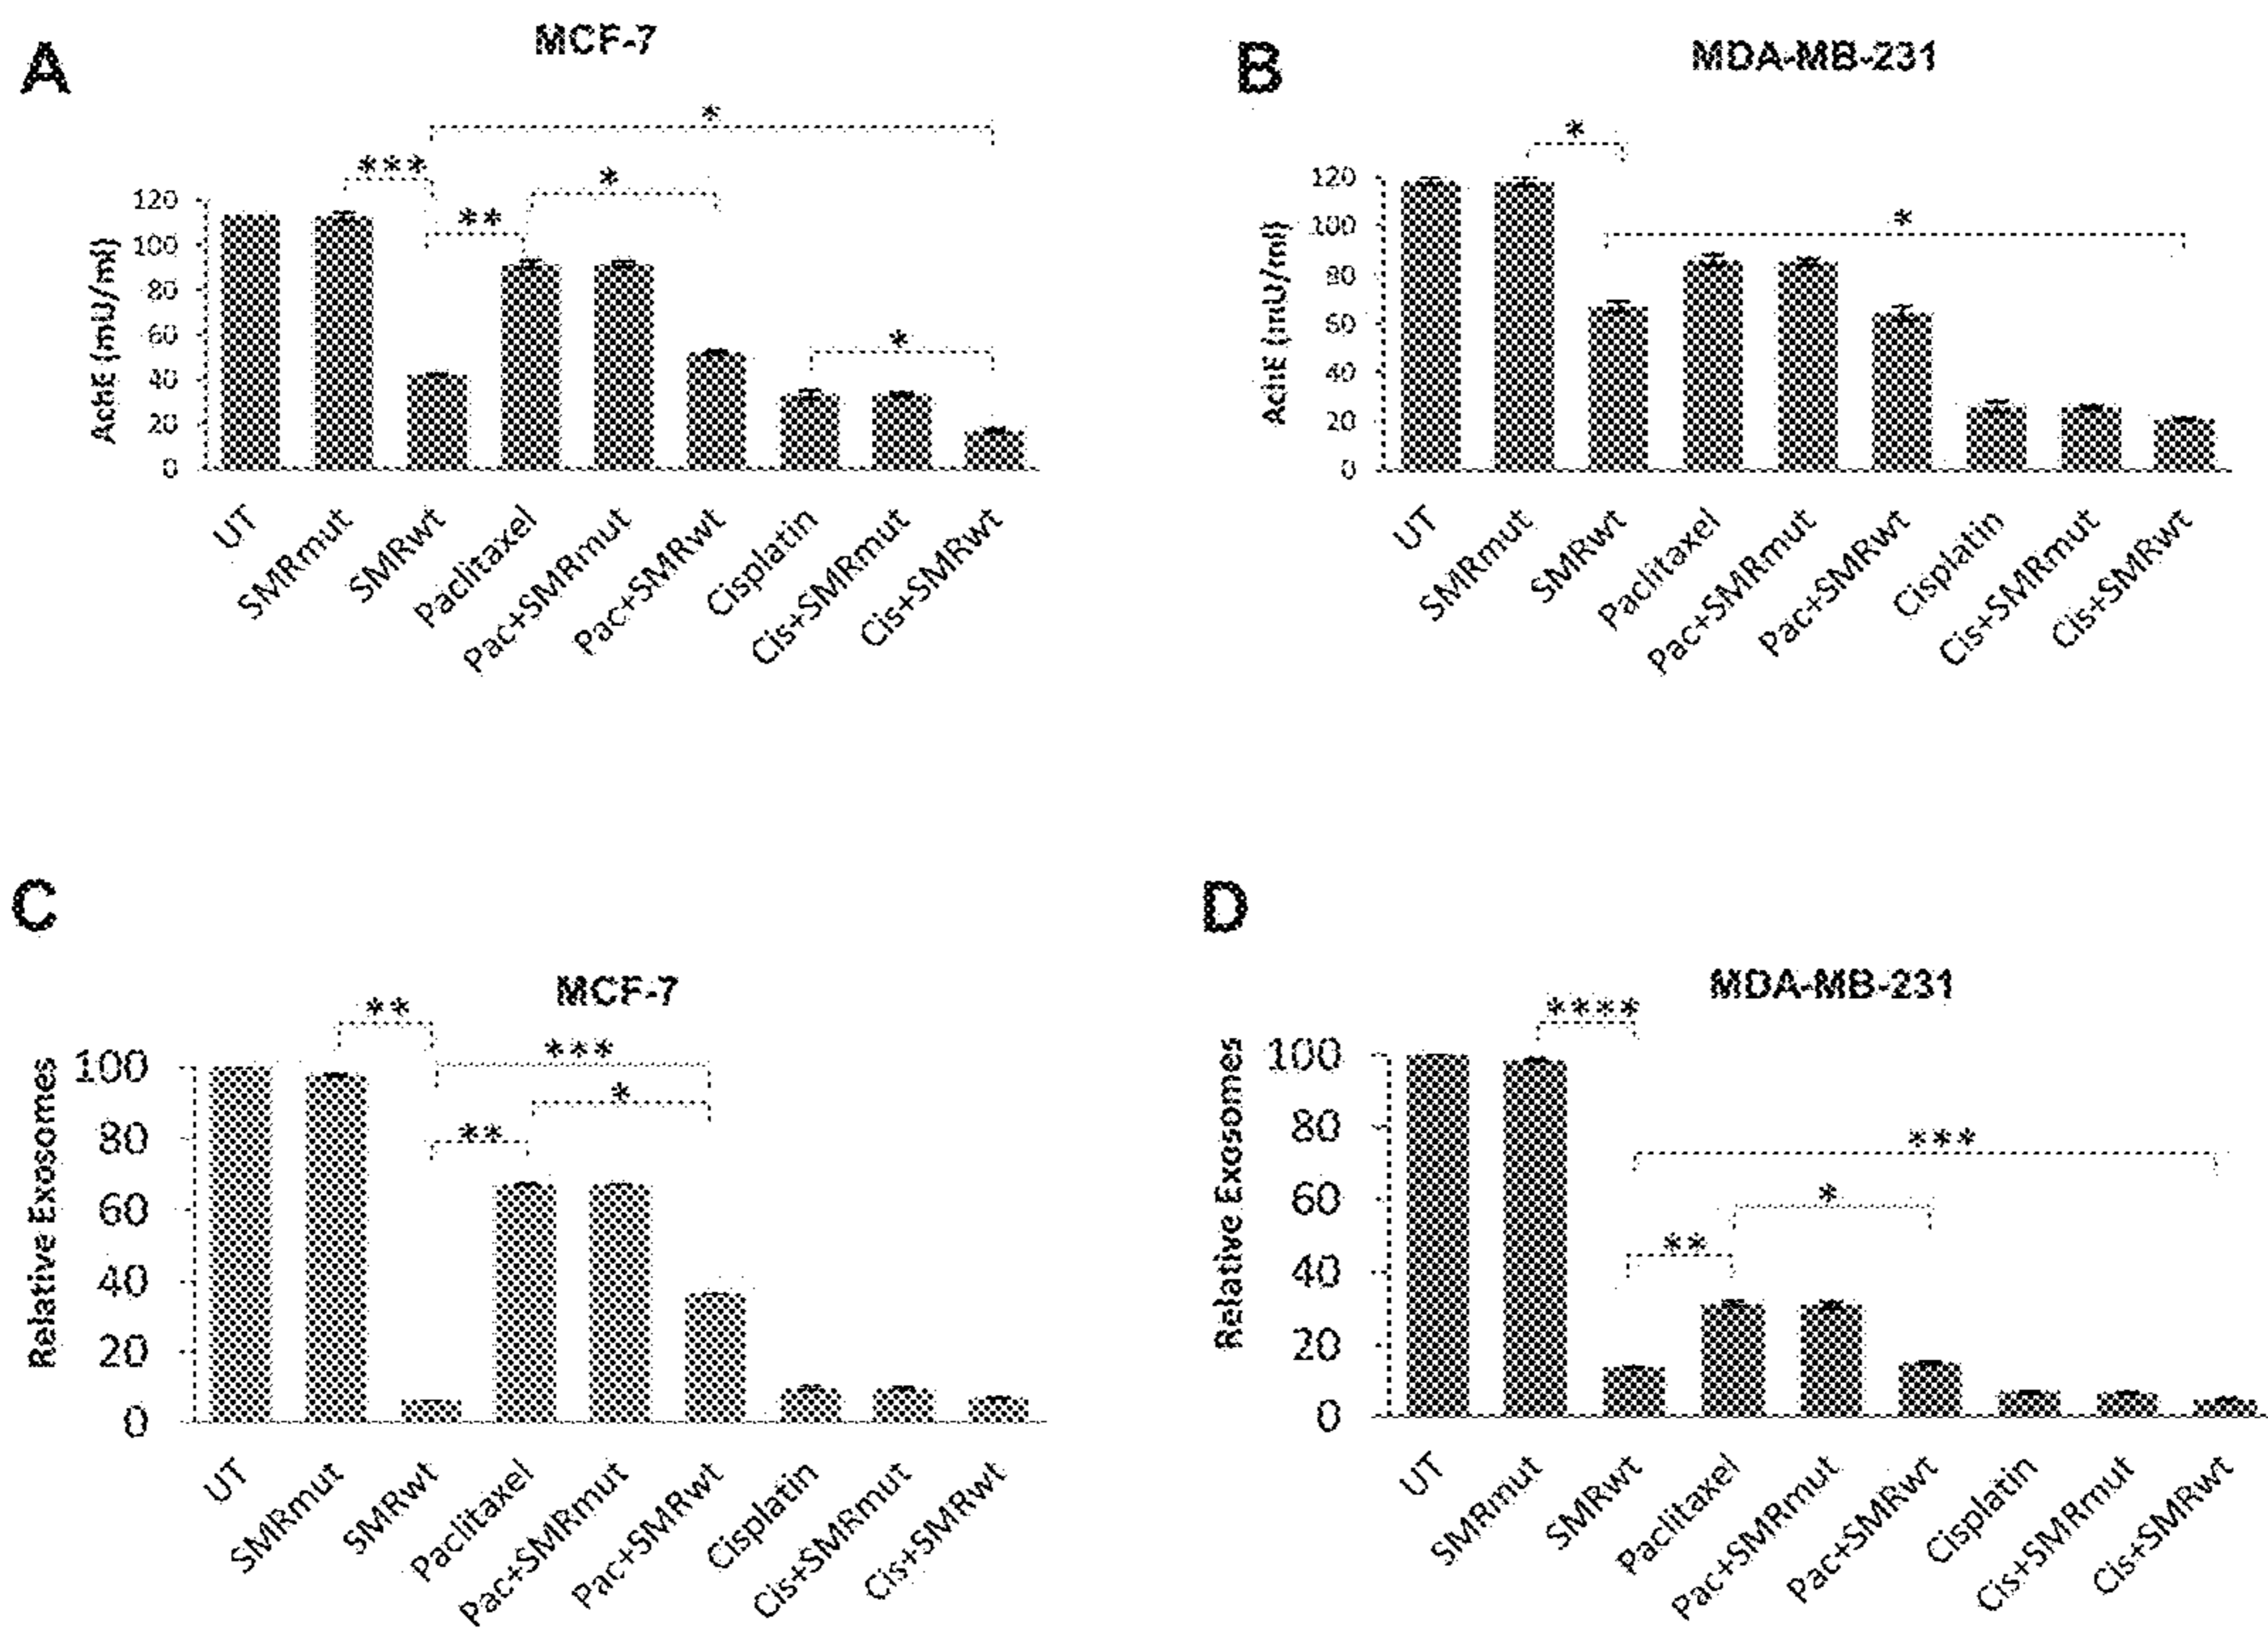 A
MCF-7
*
***
*
**
*
AchE (mU/ml)
120
100
80
60
40
20
0
UT
SMRmut
SMRwt
Paclitaxel
Pac+SMRmut
Pac+SMRwt
Cisplatin
Cis+SMRmut
Cis+SMRwt
B
MDA-MB-231
*
*
AchE (mU/ml)
120
100
80
60
40
20
0
UT
SMRmut
SMRwt
Paclitaxel
Pac+SMRmut
Pac+SMRwt
Cisplatin
Cis+SMRmut
Cis+SMRwt
C
MCF-7
**
***
*
**
Relative Exosomes
100
80
60
40
20
0
UT
SMRmut
SMRwt
Paclitaxel
Pac+SMRmut
Pac+SMRwt
Cisplatin
Cis+SMRmut
Cis+SMRwt
D
MDA-MB-231
****
***
*
**
Relative Exosomes
100
80
60
40
20
0
UT
SMRmut
SMRwt
Paclitaxel
Pac+SMRmut
Pac+SMRwt
Cisplatin
Cis+SMRmut
Cis+SMRwt